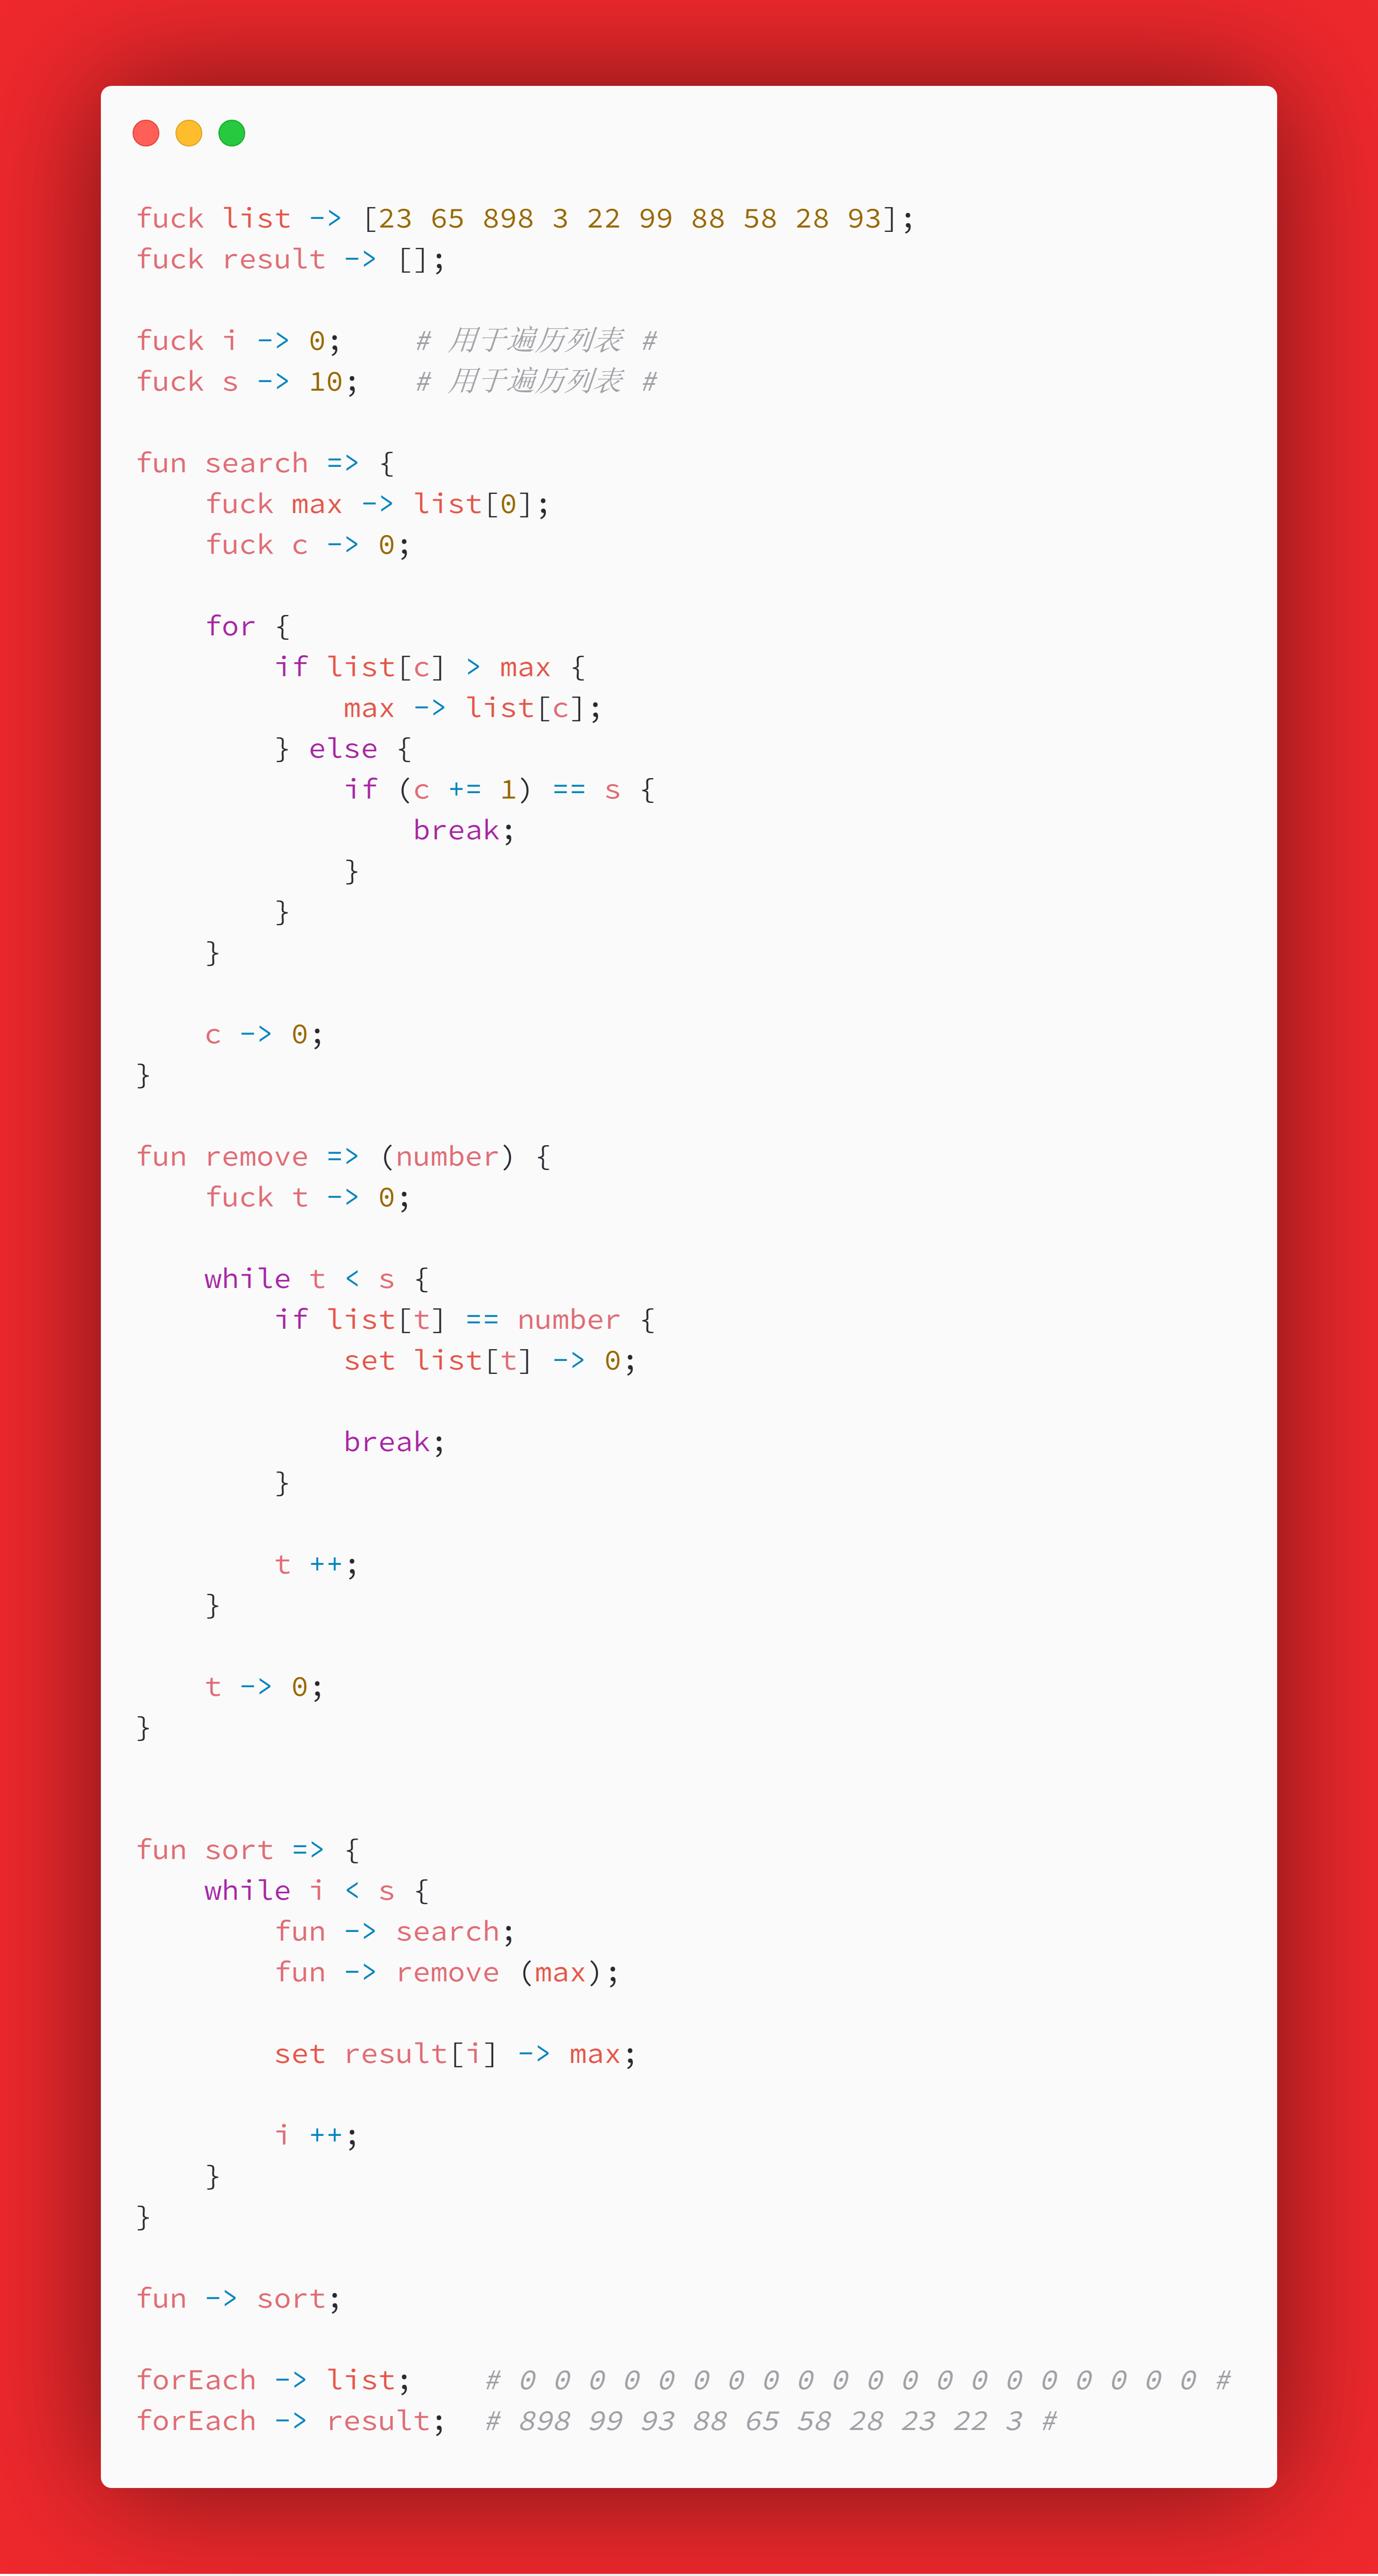 fuck list -> [23 65 898 3 22 99 88 58 28 93];
fuck result -> [];
fuck i -> 0;    # 用于遍历列表 #
fuck s -> 10;   # 用于遍历列表 #
fun search => {
    fuck max -> list[0];
    fuck c -> 0;
    for {
        if list[c] > max {
            max -> list[c];
        } else {
            if (c += 1) == s {
                break;
            }
        }
    }
    c -> 0;
}
fun remove => (number) {
    fuck t -> 0;
    while t < s {
        if list[t] == number {
            set list[t] -> 0;
            break;
        }
        t ++;
    }
    t -> 0;
}
fun sort => {
    while i < s {
        fun -> search;
        fun -> remove (max);
        set result[i] -> max;
        i ++;
    }
}
fun -> sort;
forEach -> list;    # 0 0 0 0 0 0 0 0 0 0 0 0 0 0 0 0 0 0 0 0 #
forEach -> result;  # 898 99 93 88 65 58 28 23 22 3 #